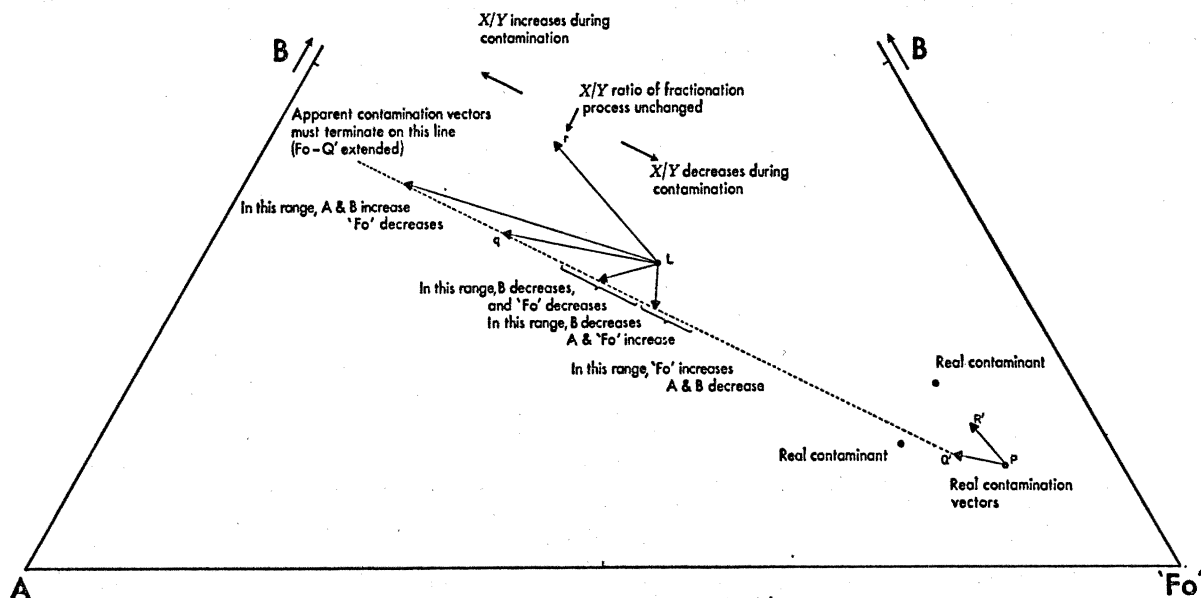 X/Y increases during
contamination
B
B
X/Y ratio of fractionation
process unchanged
r
Apparent contamination vectors
must terminate on this line
(Fo–Q' extended)
X/Y decreases during
contamination
In this range, A & B increase
'Fo' decreases
q
L
In this range, B decreases,
and 'Fo' decreases
In this range, B decreases
A & 'Fo' increase
In this range, 'Fo' increases
A & B decrease
Real contaminant
R'
Real contaminant
Q'
P
Real contamination
vectors
A
'Fo'